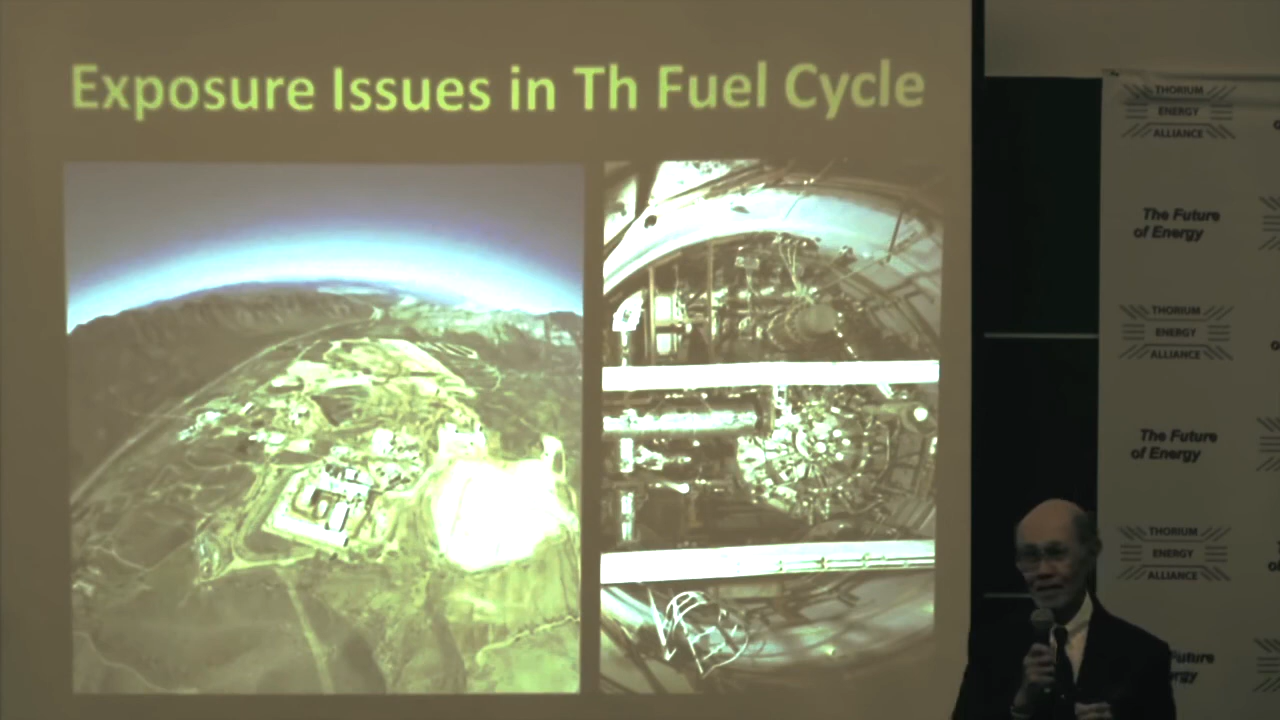 Exposure Issues in Th Fuel Cycle
THORIUM
ENERGY
ALLIANCE
The Future
of Energy
THORIUM
ENERGY
ALLIANCE
The Future
of Energy
THORIUM
ENERGY
ALLIANCE
Future